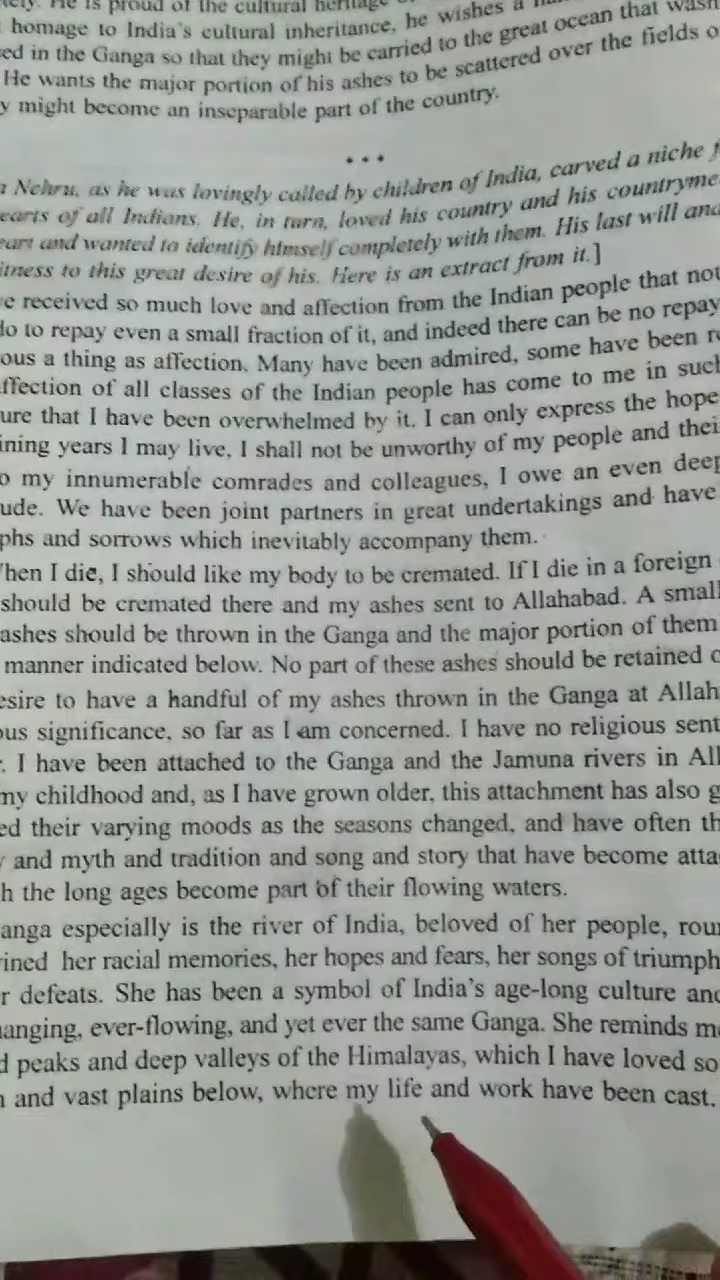 He is proud of the cultural heritage
homage to India's cultural inheritance, he wishes a
ed in the Ganga so that they might be carried to the great ocean that wash
He wants the major portion of his ashes to be scattered over the fields o
y might become an inseparable part of the country.
• • •
a Nehru, as he was lovingly called by children of India, carved a niche f
earts of all Indians. He, in turn, loved his country and his countryme
eart and wanted to identify himself completely with them. His last will and
itness to this great desire of his. Here is an extract from it.]
e received so much love and affection from the Indian people that not
do to repay even a small fraction of it, and indeed there can be no repay
ous a thing as affection. Many have been admired, some have been re
ffection of all classes of the Indian people has come to me in such
ure that I have been overwhelmed by it. I can only express the hope
ining years I may live, I shall not be unworthy of my people and thei
o my innumerable comrades and colleagues, I owe an even deep
ude. We have been joint partners in great undertakings and have
phs and sorrows which inevitably accompany them.
hen I die, I should like my body to be cremated. If I die in a foreign
should be cremated there and my ashes sent to Allahabad. A small
ashes should be thrown in the Ganga and the major portion of them
manner indicated below. No part of these ashes should be retained o
esire to have a handful of my ashes thrown in the Ganga at Allah
ous significance, so far as I am concerned. I have no religious sent
r. I have been attached to the Ganga and the Jamuna rivers in All
my childhood and, as I have grown older, this attachment has also g
ed their varying moods as the seasons changed, and have often th
y and myth and tradition and song and story that have become atta
h the long ages become part of their flowing waters.
anga especially is the river of India, beloved of her people, roun
rined her racial memories, her hopes and fears, her songs of triumph
r defeats. She has been a symbol of India's age-long culture and
hanging, ever-flowing, and yet ever the same Ganga. She reminds me
d peaks and deep valleys of the Himalayas, which I have loved so
h and vast plains below, where my life and work have been cast.